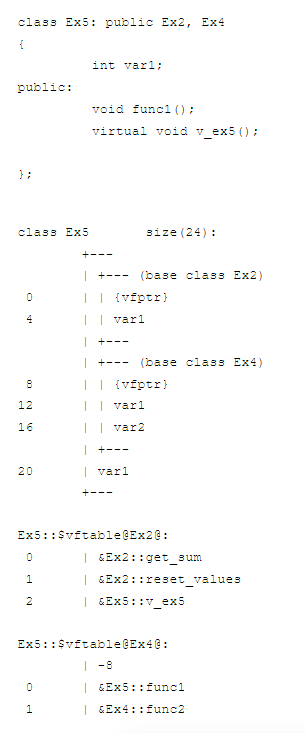 class Ex5: public Ex2, Ex4
{
int var1;
public:
void func1();
virtual void v_ex5();
};
class Ex5 size(24):
+---
| +--- (base class Ex2)
0 | | {vfptr}
4 | | var1
| +---
| +--- (base class Ex4)
8 | | {vfptr}
12 | | var1
16 | | var2
| +---
20 | var1
+---
Ex5::$vftable@Ex2@:
0 | &Ex2::get_sum
1 | &Ex2::reset_values
2 | &Ex5::v_ex5
Ex5::$vftable@Ex4@:
| -8
0 | &Ex5::func1
1 | &Ex4::func2